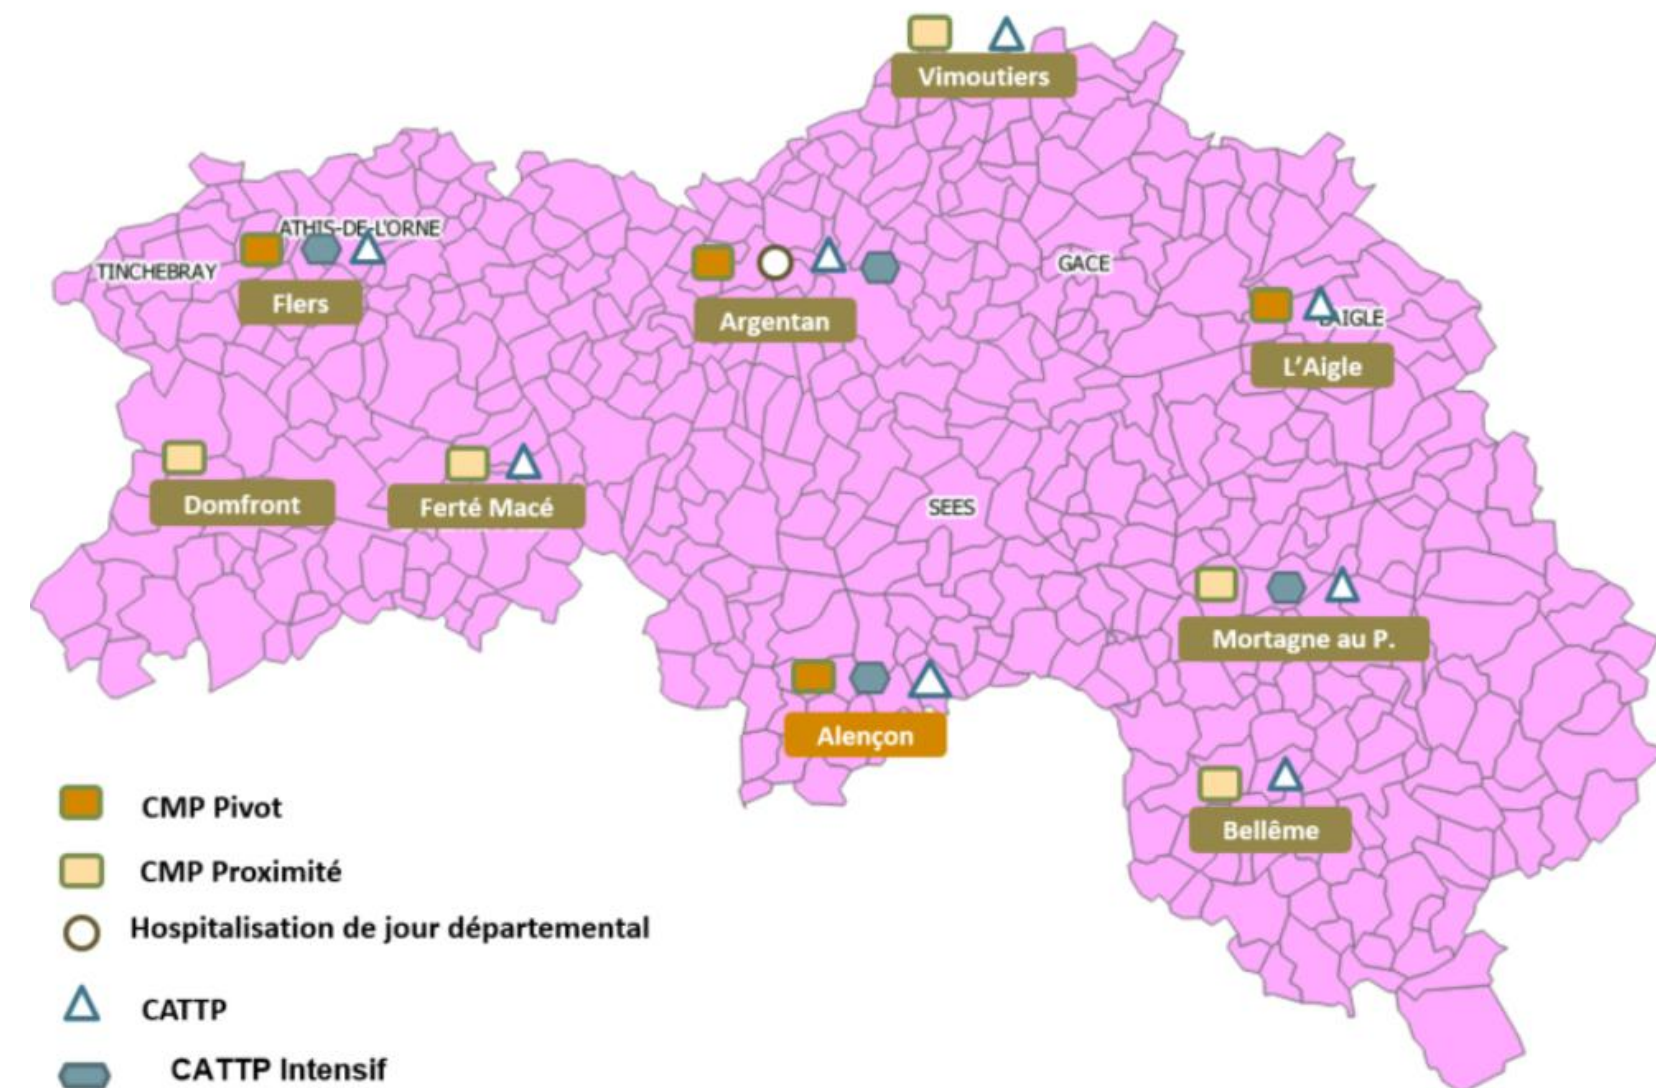 Vimoutiers
ATHIS-DE-L'ORNE
TINCHEBRAY
GACE
Flers
Argentan
L'AIGLE
L'Aigle
Domfront
Ferté Macé
SEES
Mortagne au P.
Alençon
Bellême
CMP Pivot
CMP Proximité
Hospitalisation de jour départemental
CATTP
CATTP Intensif